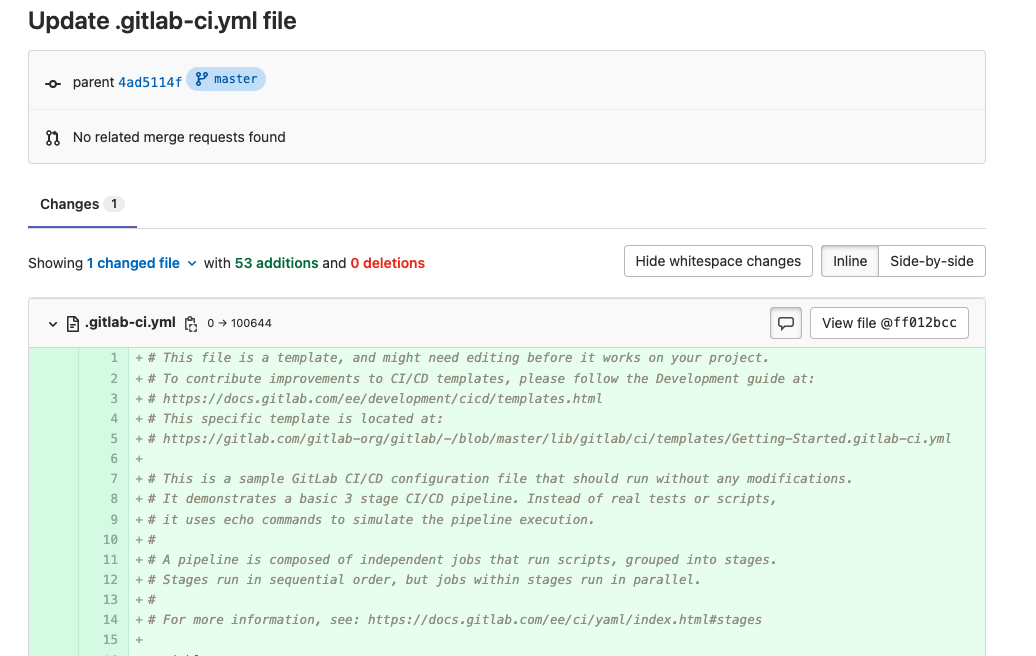 Update .gitlab-ci.yml file
parent 4ad5114f master
No related merge requests found
Changes 1
Showing 1 changed file with 53 additions and 0 deletions
Hide whitespace changes Inline Side-by-side
.gitlab-ci.yml 0 → 100644 View file @ff012bcc
1 + # This file is a template, and might need editing before it works on your project.
2 + # To contribute improvements to CI/CD templates, please follow the Development guide at:
3 + # https://docs.gitlab.com/ee/development/cicd/templates.html
4 + # This specific template is located at:
5 + # https://gitlab.com/gitlab-org/gitlab/-/blob/master/lib/gitlab/ci/templates/Getting-Started.gitlab-ci.yml
6 +
7 + # This is a sample GitLab CI/CD configuration file that should run without any modifications.
8 + # It demonstrates a basic 3 stage CI/CD pipeline. Instead of real tests or scripts,
9 + # it uses echo commands to simulate the pipeline execution.
10 + #
11 + # A pipeline is composed of independent jobs that run scripts, grouped into stages.
12 + # Stages run in sequential order, but jobs within stages run in parallel.
13 + #
14 + # For more information, see: https://docs.gitlab.com/ee/ci/yaml/index.html#stages
15 +